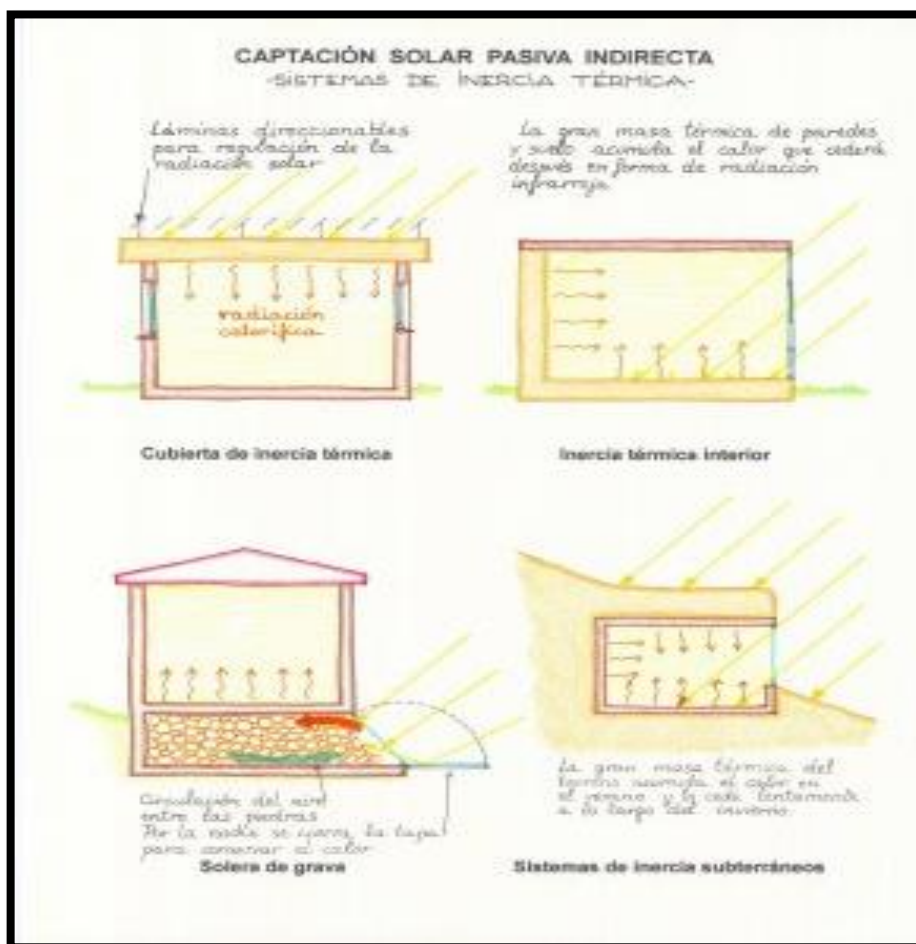 CAPTACIÓN SOLAR PASIVA INDIRECTA
-SISTEMAS DE INERCIA TÉRMICA-
Láminas direccionables
para regulación de la
radiación solar
La gran masa térmica de paredes
y suelo acumula el calor que cederá
después en forma de radiación
infrarroja
radiación
calorífica
Cubierta de inercia térmica
Inercia térmica interior
Circulación del aire
entre las piedras
Por la noche se cierra la tapa
para conservar el calor
Solera de grava
La gran masa térmica del
terreno acumula el calor en
el verano y la cede lentamente
a lo largo del invierno
Sistemas de inercia subterráneos